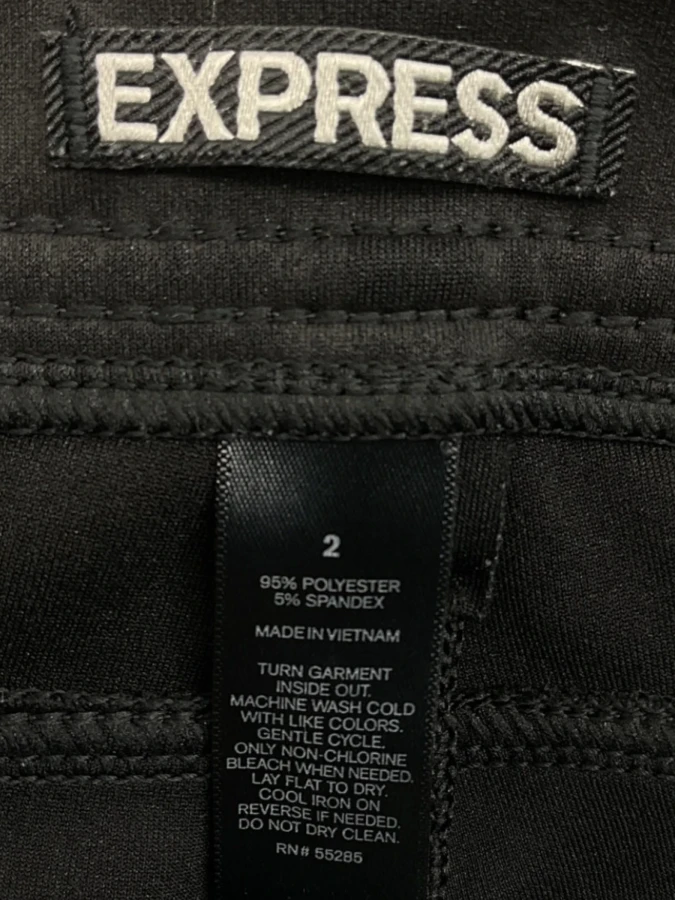 EXPRESS
2
95% POLYESTER
5% SPANDEX
MADE IN VIETNAM
TURN GARMENT
INSIDE OUT.
MACHINE WASH COLD
WITH LIKE COLORS.
GENTLE CYCLE.
ONLY NON-CHLORINE
BLEACH WHEN NEEDED.
LAY FLAT TO DRY.
COOL IRON ON
REVERSE IF NEEDED.
DO NOT DRY CLEAN.
RN# 55285